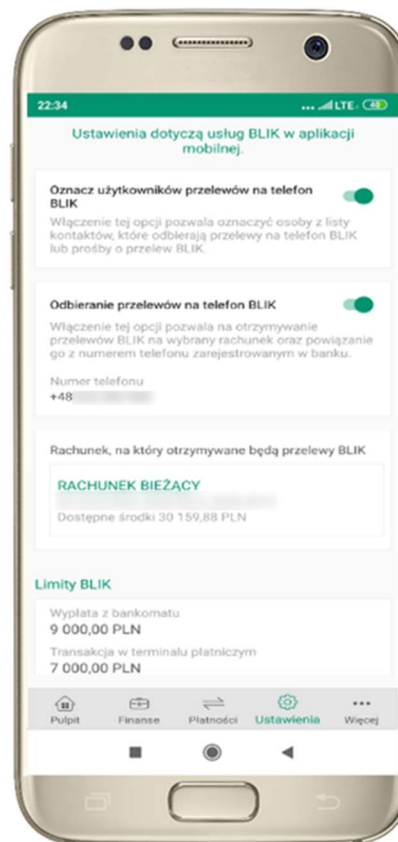 22:34
LTE 40
Ustawienia dotyczą usług BLIK w aplikacji
mobilnej.
Oznacz użytkowników przelewów na telefon
BLIK
Włączenie tej opcji pozwala oznaczyć osoby z listy
kontaktów, które odbierają przelewy na telefon BLIK
lub prośby o przelew BLIK.
Odbieranie przelewów na telefon BLIK
Włączenie tej opcji pozwala na otrzymywanie
przelewów BLIK na wybrany rachunek oraz powiązanie
go z numerem telefonu zarejestrowanym w banku.
Numer telefonu
+48
Rachunek, na który otrzymywane będą przelewy BLIK
RACHUNEK BIEŻĄCY
Dostępne środki 30 159,88 PLN
Limity BLIK
Wypłata z bankomatu
9 000,00 PLN
Transakcja w terminalu płatniczym
7 000,00 PLN
Pulpit Finanse Płatności Ustawienia Więcej